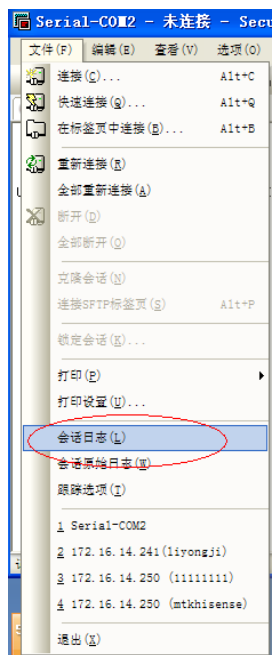 Serial-COM2 - 未连接 - Secu
文件(F) 编辑(E) 查看(V) 选项(O)
连接(C)... Alt+C
快速连接(Q)... Alt+Q
在标签页中连接(B)... Alt+B
重新连接(R)
全部重新连接(A)
断开(D)
全部断开(O)
克隆会话(N)
连接SFTP标签页(S) Alt+P
锁定会话(K)...
打印(P)
打印设置(U)...
会话日志(L)
会话原始日志(W)
跟踪选项(T)
1 Serial-COM2
2 172.16.14.241(liyongji)
3 172.16.14.250 (11111111)
4 172.16.14.250 (mtkhisense)
退出(X)